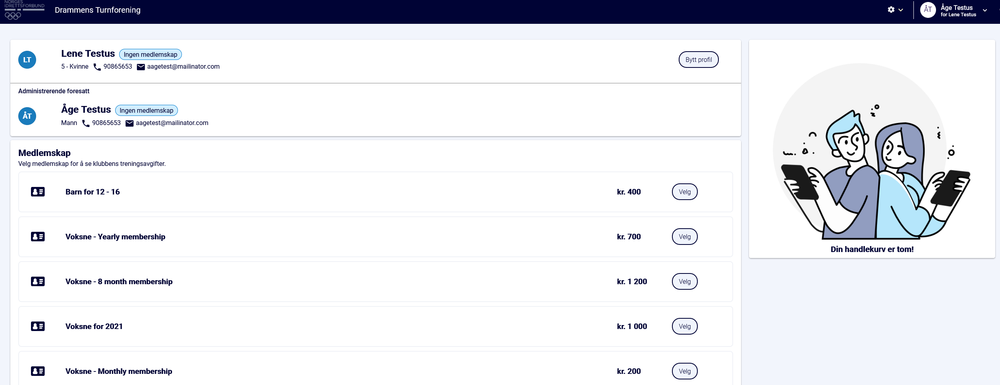 NORGES
IDRETTSFORBUND
Drammens Turnforening
ÅT
Åge Testus
for Lene Testus
LT
Lene Testus
Ingen medlemskap
5 - Kvinne
90865653
aagetest@mailinator.com
Bytt profil
Administrerende foresatt
ÅT
Åge Testus
Ingen medlemskap
Mann
90865653
aagetest@mailinator.com
Medlemskap
Velg medlemskap for å se klubbens treningsavgifter.
Barn for 12 - 16
kr. 400
Velg
Voksne - Yearly membership
kr. 700
Velg
Voksne - 8 month membership
kr. 1 200
Velg
Voksne for 2021
kr. 1 000
Velg
Voksne - Monthly membership
kr. 200
Velg
Din handlekurv er tom!